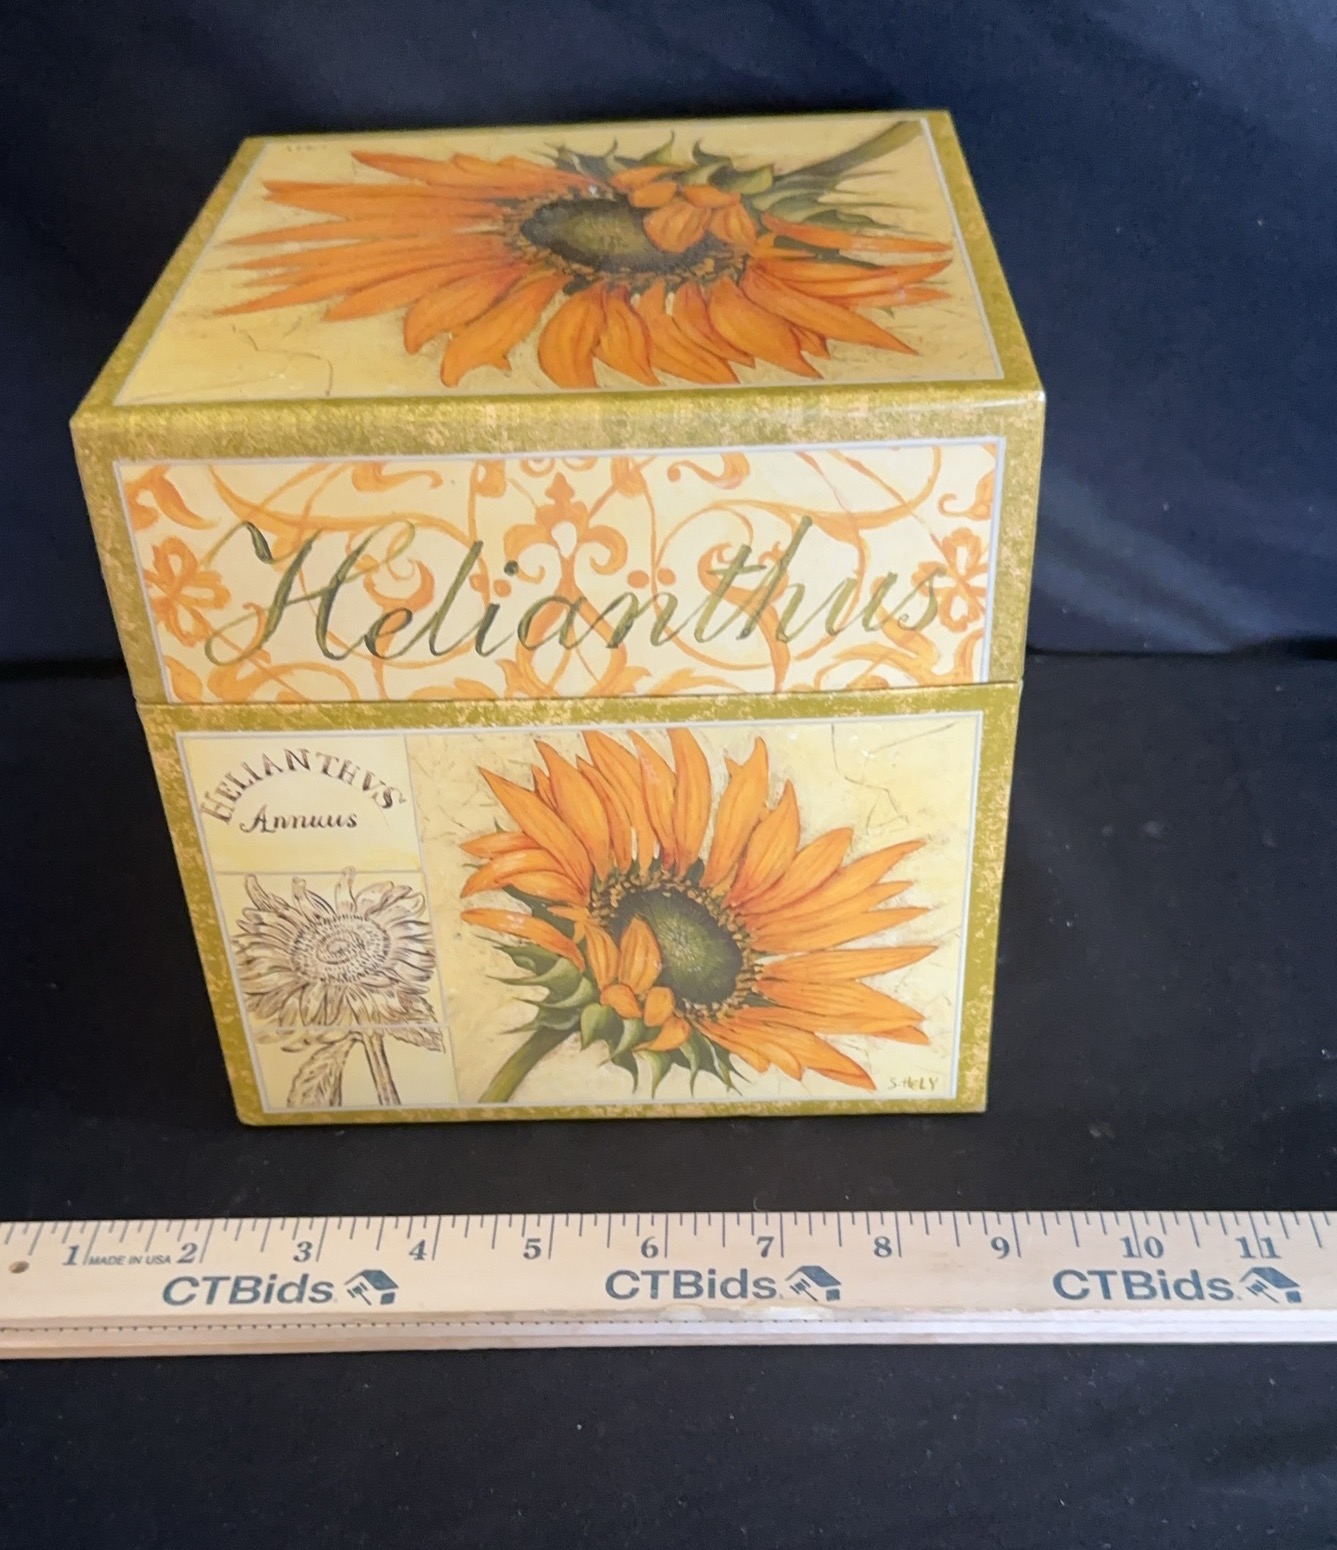 Helianthus
HELIANTHVS
Annuus
S.HELY
1 MADE IN USA 2 3 4 5 6 7 8 9 10 11
CTBids CTBids CTBids